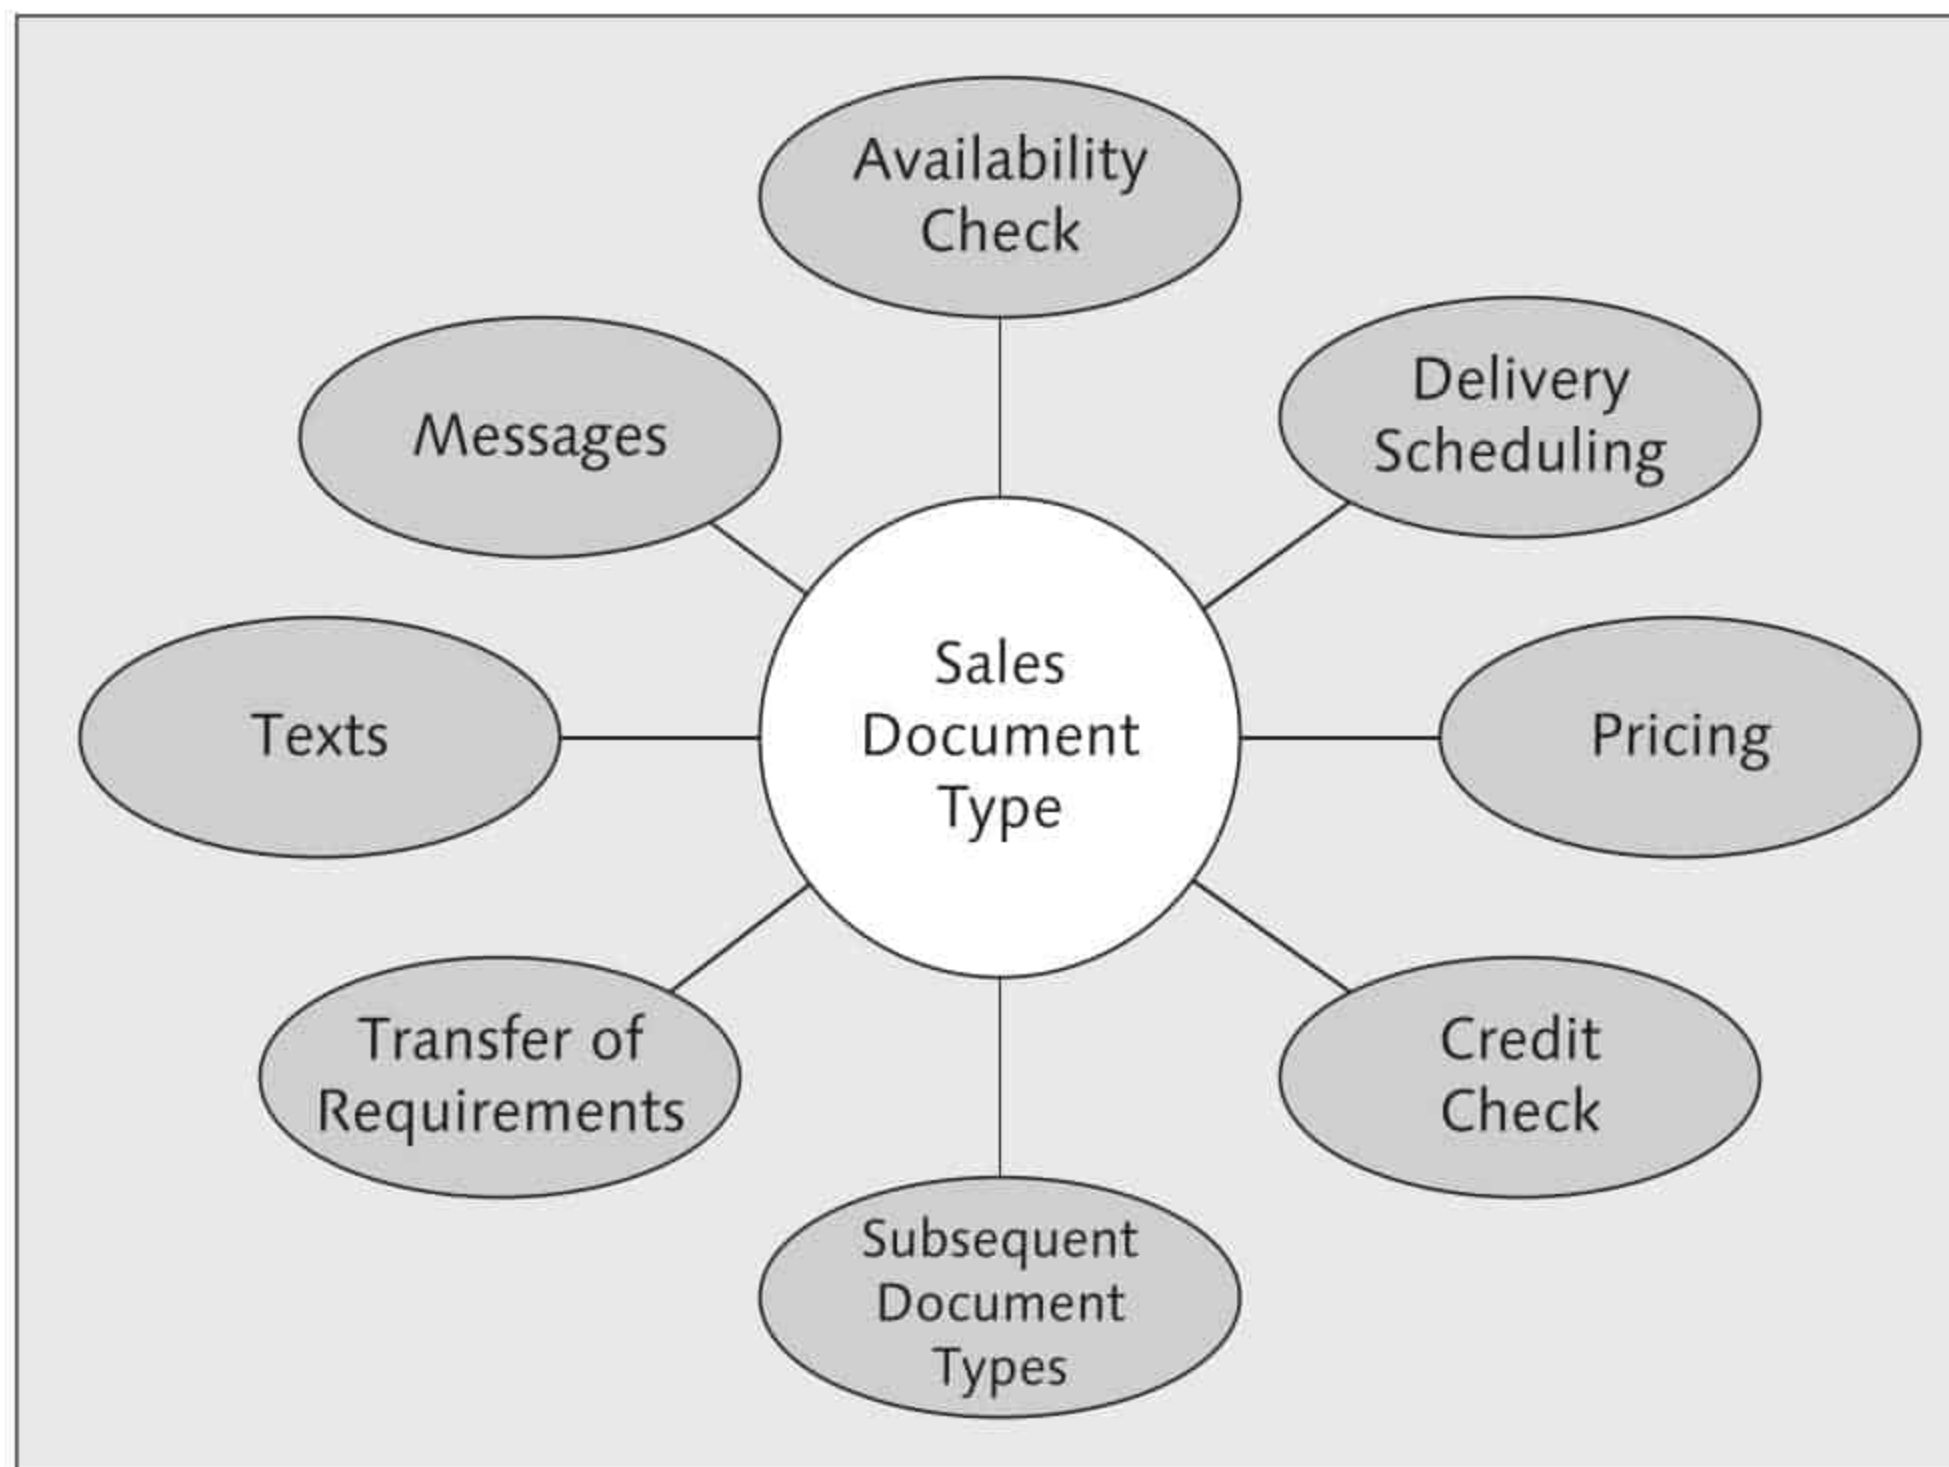 Availability
Check
Delivery
Scheduling
Messages
Sales
Document
Type
Texts
Pricing
Transfer of
Requirements
Credit
Check
Subsequent
Document
Types